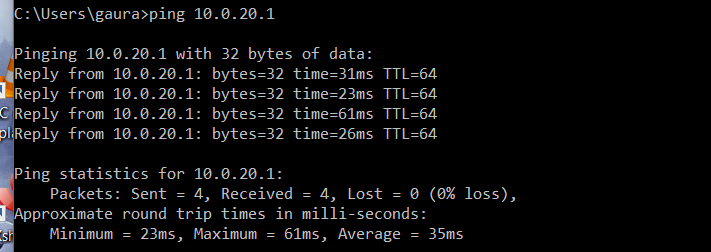 C:\Users\gaura>ping 10.0.20.1
Pinging 10.0.20.1 with 32 bytes of data:
Reply from 10.0.20.1: bytes=32 time=31ms TTL=64
Reply from 10.0.20.1: bytes=32 time=23ms TTL=64
Reply from 10.0.20.1: bytes=32 time=61ms TTL=64
Reply from 10.0.20.1: bytes=32 time=26ms TTL=64
Ping statistics for 10.0.20.1:
    Packets: Sent = 4, Received = 4, Lost = 0 (0% loss),
Approximate round trip times in milli-seconds:
    Minimum = 23ms, Maximum = 61ms, Average = 35ms